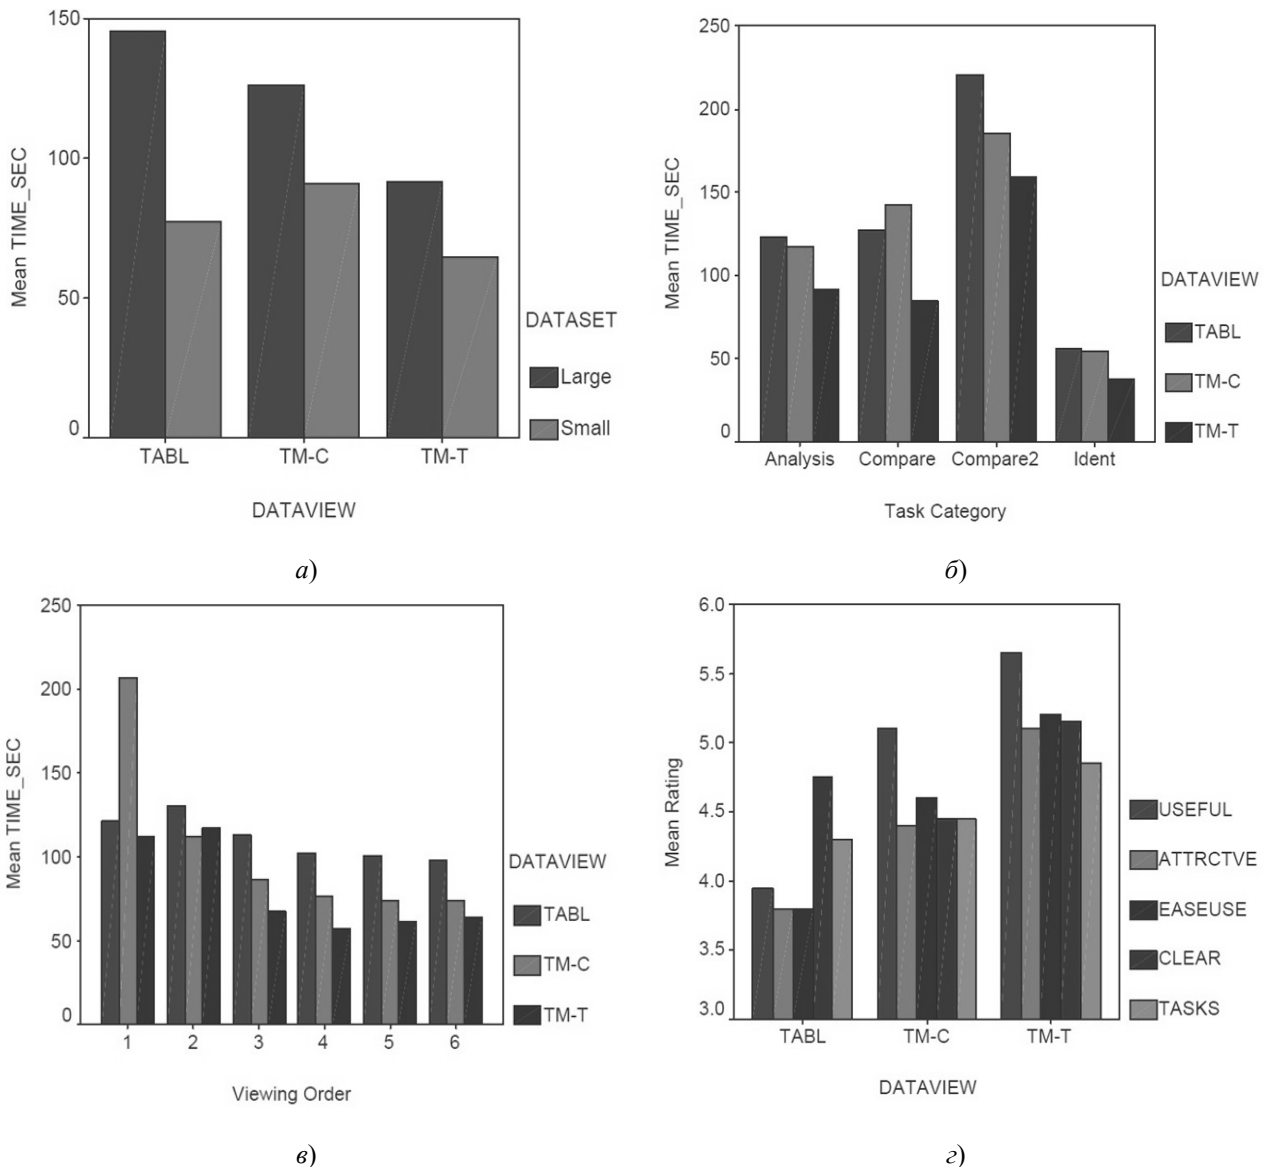 150
100
50
0
Mean TIME_SEC
TABL TM-C TM-T
DATAVIEW
DATASET
Large
Small
а)
250
200
150
100
50
0
Mean TIME_SEC
Analysis Compare Compare2 Ident
Task Category
DATAVIEW
TABL
TM-C
TM-T
б)
250
200
150
100
50
0
Mean TIME_SEC
1 2 3 4 5 6
Viewing Order
DATAVIEW
TABL
TM-C
TM-T
в)
6.0
5.5
5.0
4.5
4.0
3.5
3.0
Mean Rating
TABL TM-C TM-T
DATAVIEW
USEFUL
ATTRCTVE
EASEUSE
CLEAR
TASKS
г)